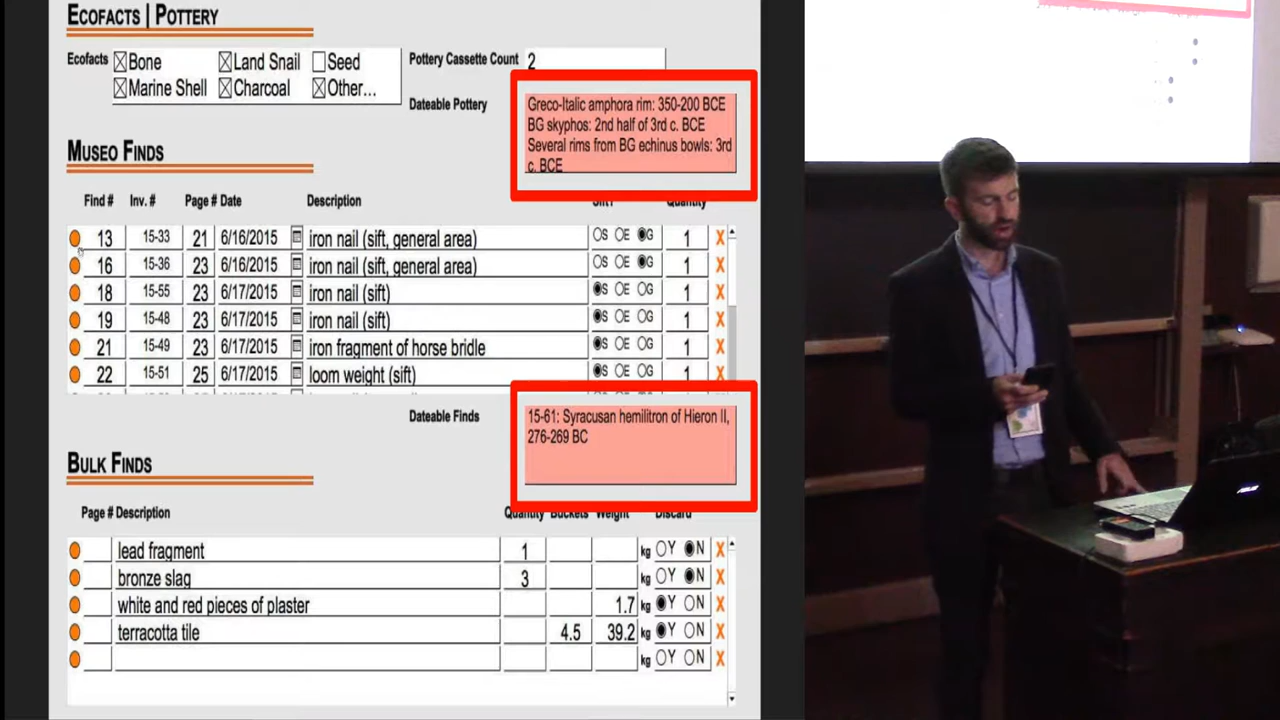 ECOFACTS | POTTERY
Ecofacts Bone Land Snail Seed Pottery Cassette Count 2
Marine Shell Charcoal Other...
Dateable Pottery
Greco-Italic amphora rim: 350-200 BCE
BG skyphos: 2nd half of 3rd c. BCE
Several rims from BG echinus bowls: 3rd
c. BCE
MUSEO FINDS
Find # Inv. # Page # Date Description Quantity
13 15-33 21 6/16/2015 iron nail (sift, general area) S E G 1 X
16 15-36 23 6/16/2015 iron nail (sift, general area) S E G 1 X
18 15-55 23 6/17/2015 iron nail (sift) S E G 1 X
19 15-48 23 6/17/2015 iron nail (sift) S E G 1 X
21 15-49 23 6/17/2015 iron fragment of horse bridle S E G 1 X
22 15-51 25 6/17/2015 loom weight (sift) S E G 1 X
Dateable Finds
15-61: Syracusan hemilitron of Hieron II,
276-269 BC
BULK FINDS
Page # Description Quantity Buckets Weight Discard
lead fragment 1 kg Y N X
bronze slag 3 kg Y N X
white and red pieces of plaster 1.7 kg Y N X
terracotta tile 4.5 39.2 kg Y N X
kg Y N X
ASUS